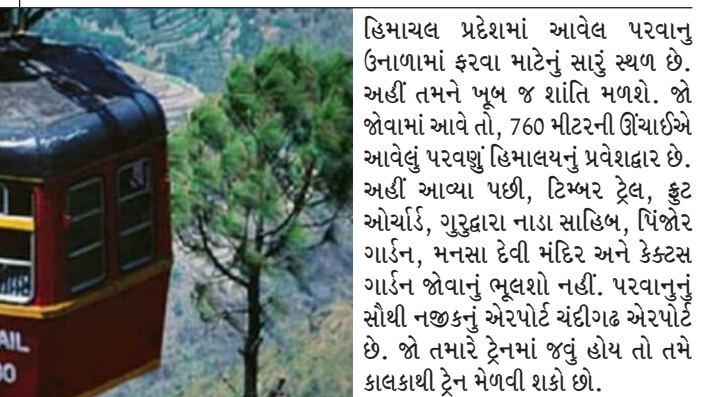 હિમાચલ પ્રદેશમાં આવેલ પરવાનુ
ઉનાળામાં ફરવા માટેનું સારું સ્થળ છે.
અહીં તમને ખૂબ જ શાંતિ મળશે. જો
જોવામાં આવે તો, 760 મીટરની ઊંચાઈએ
આવેલું પરવણું હિમાલયનું પ્રવેશદ્વાર છે.
અહીં આવ્યા પછી, ટિમ્બર ટ્રેલ, ફ્રુટ
ઓર્ચાર્ડ, ગુરુદ્વારા નાડા સાહિબ, પિંજોર
ગાર્ડન, મનસા દેવી મંદિર અને કેક્ટસ
ગાર્ડન જોવાનું ભૂલશો નહીં. પરવાનુનું
સૌથી નજીકનું એરપોર્ટ ચંદીગઢ એરપોર્ટ
છે. જો તમારે ટ્રેનમાં જવું હોય તો તમે
કાલકાથી ટ્રેન મેળવી શકો છો.
AIL